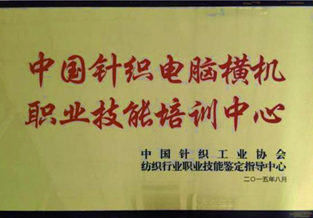 中国针织电脑横机
职业技能培训中心
中国针织工业协会
纺织行业职业技能鉴定指导中心
二〇一五年八月